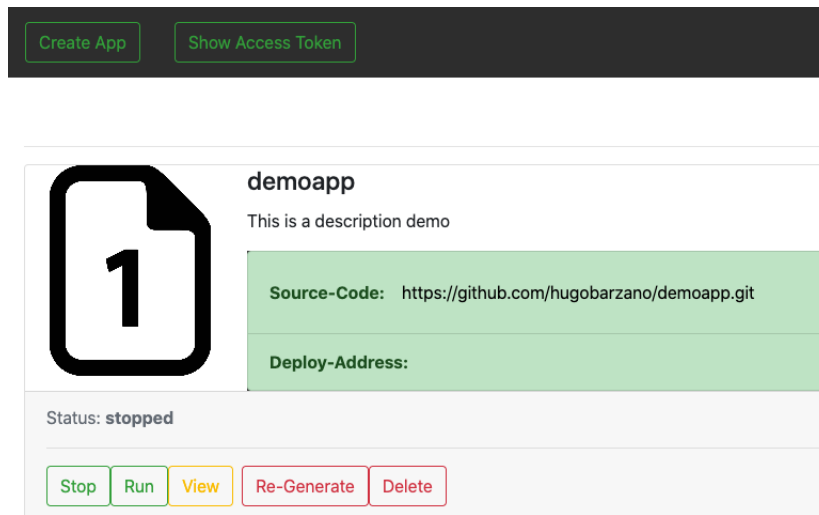 Create App Show Access Token
demoapp
This is a description demo
1
Source-Code: https://github.com/hugobarzano/demoapp.git
Deploy-Address:
Status: stopped
Stop Run View Re-Generate Delete